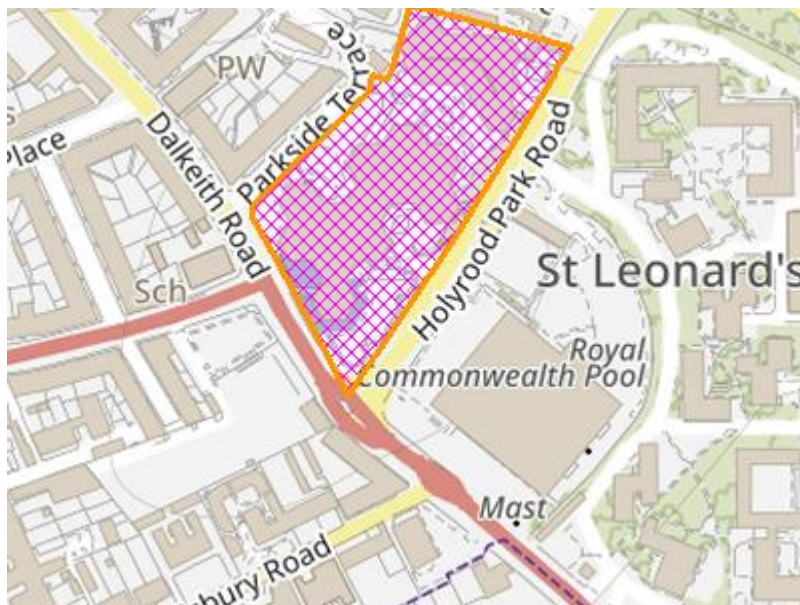 PW
Parkside Terrace
Dalkeith Road
Place
Holyrood Park Road
St Leonard's
Sch
Royal
Commonwealth Pool
Mast
bury Road